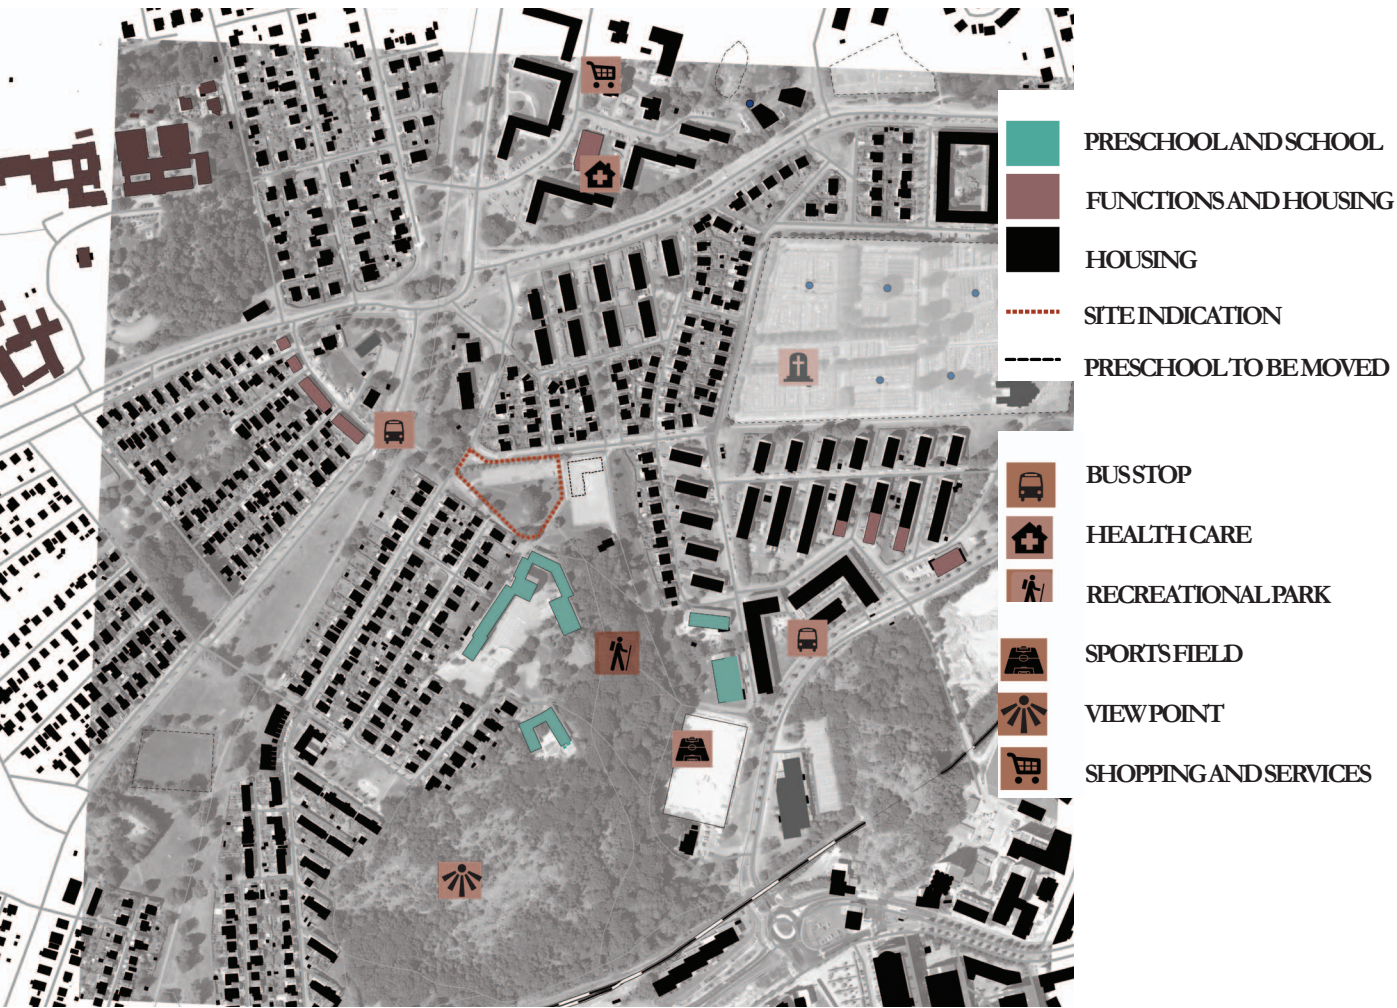 PRESCHOOL AND SCHOOL
FUNCTIONS AND HOUSING
HOUSING
SITE INDICATION
PRESCHOOL TO BE MOVED
BUS STOP
HEALTH CARE
RECREATIONAL PARK
SPORTS FIELD
VIEW POINT
SHOPPING AND SERVICES